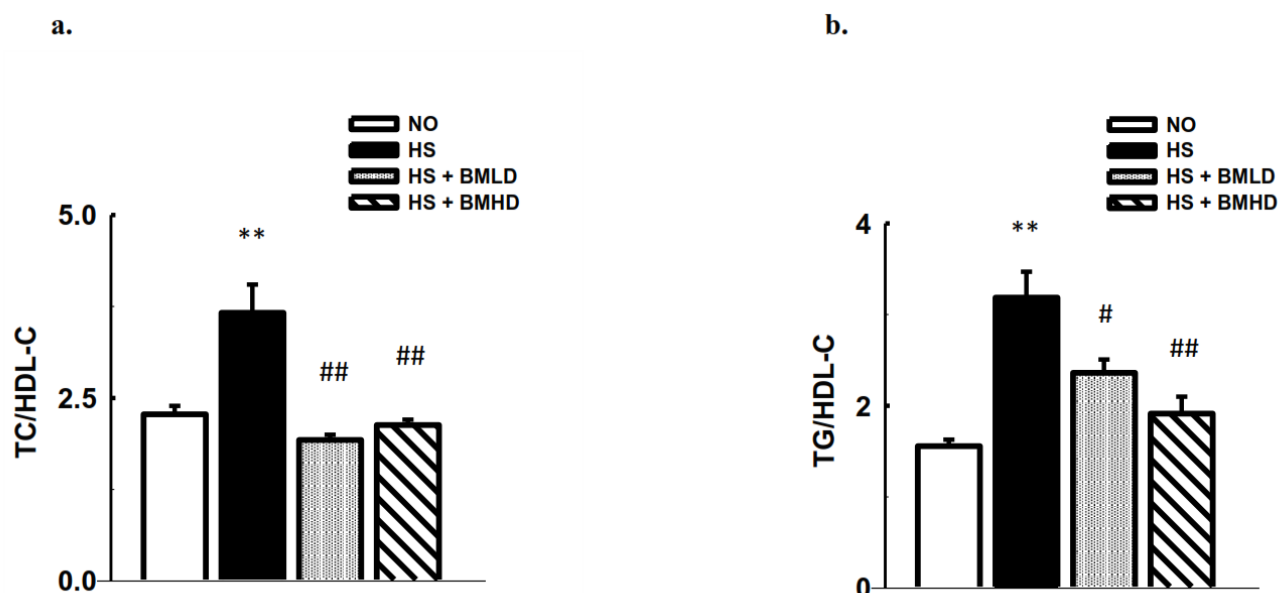 a.
NO
HS
HS + BMLD
HS + BMHD
5.0
**
##
##
2.5
TC/HDL-C
0.0
b.
NO
HS
HS + BMLD
HS + BMHD
4
**
#
##
2
TG/HDL-C
0